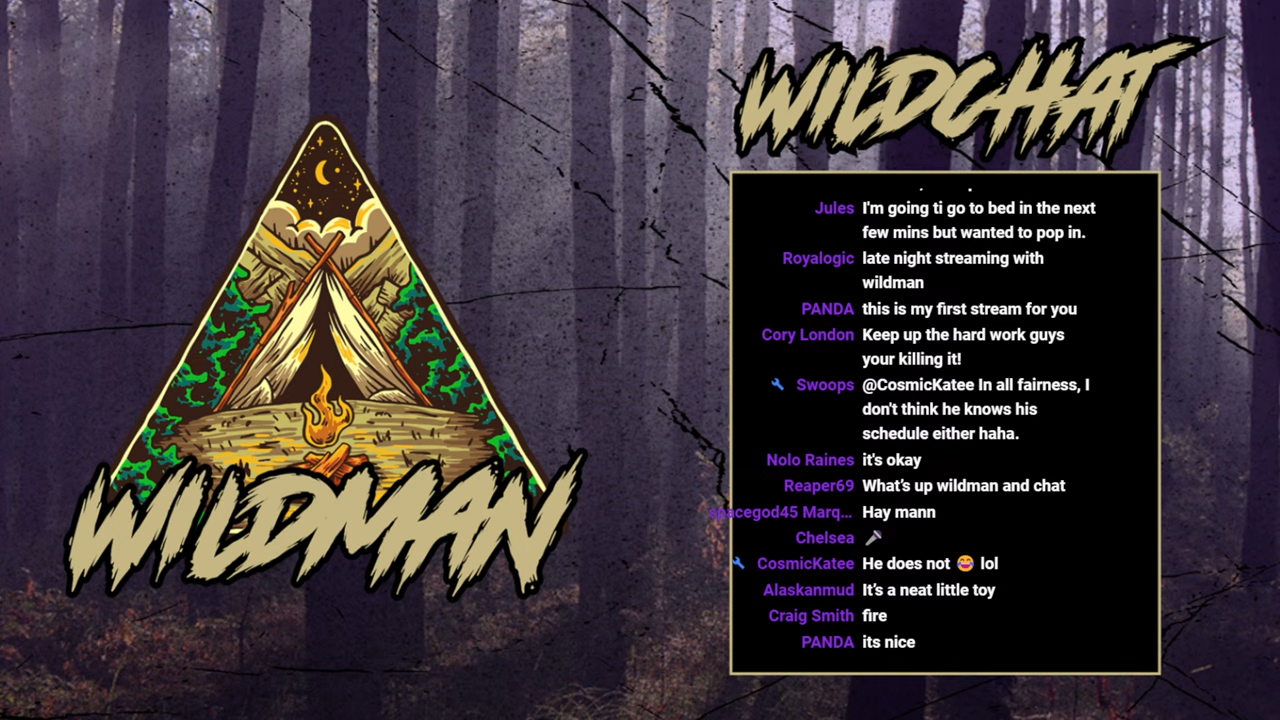 WILDCHAT
Jules I'm going ti go to bed in the next
few mins but wanted to pop in.
Royalogic late night streaming with
wildman
PANDA this is my first stream for you
Cory London Keep up the hard work guys
your killing it!
Swoops @CosmicKatee In all fairness, I
don't think he knows his
schedule either haha.
Nolo Raines it's okay
Reaper69 What's up wildman and chat
spacegod45 Marq... Hay mann
Chelsea 🎤
CosmicKatee He does not 😂 lol
Alaskanmud It's a neat little toy
Craig Smith fire
PANDA its nice
WILDMAN